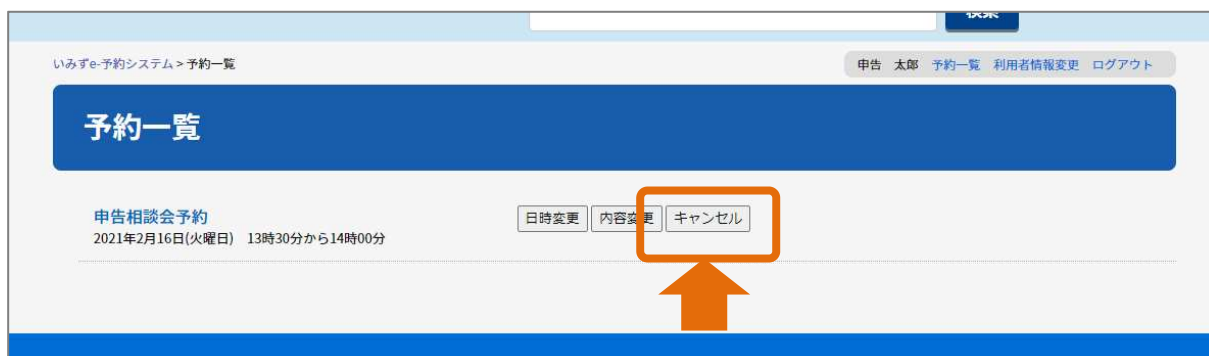 検索
いみずe-予約システム > 予約一覧
申告 太郎 予約一覧 利用者情報変更 ログアウト
予約一覧
申告相談会予約
日時変更 内容変更 キャンセル
2021年2月16日(火曜日) 13時30分から14時00分